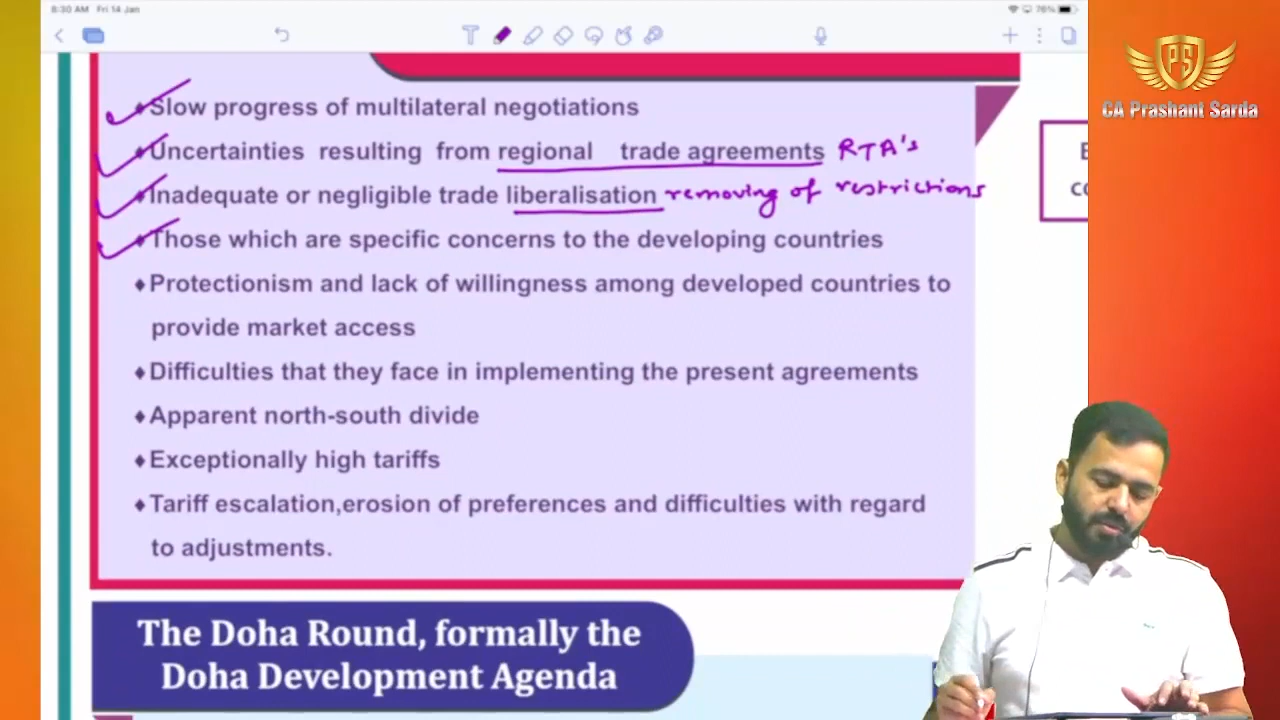 8:30 AM Fri 14 Jan
76%
PS
CA Prashant Sarda
♦Slow progress of multilateral negotiations
♦Uncertainties resulting from regional trade agreements RTA's
♦Inadequate or negligible trade liberalisation removing of restrictions
♦Those which are specific concerns to the developing countries
♦Protectionism and lack of willingness among developed countries to
provide market access
♦Difficulties that they face in implementing the present agreements
♦Apparent north-south divide
♦Exceptionally high tariffs
♦Tariff escalation,erosion of preferences and difficulties with regard
to adjustments.
The Doha Round, formally the
Doha Development Agenda